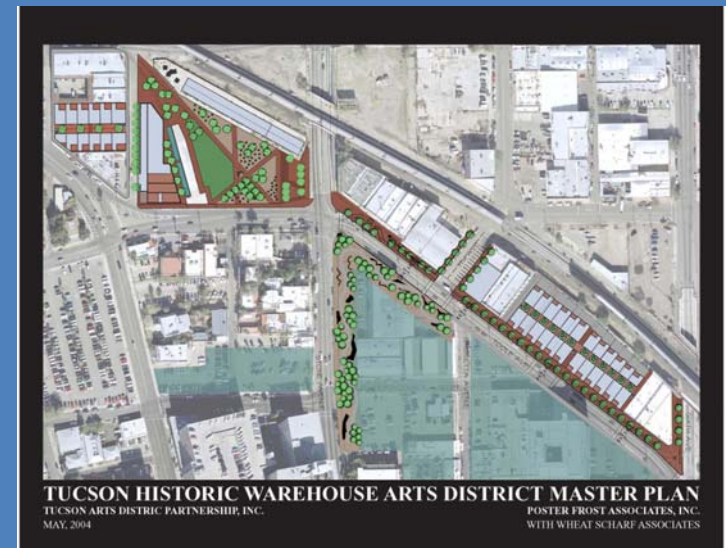 TUCSON HISTORIC WAREHOUSE ARTS DISTRICT MASTER PLAN
TUCSON ARTS DISTRIC PARTNERSHIP, INC.
MAY, 2004
POSTER FROST ASSOCIATES, INC.
WITH WHEAT SCHARF ASSOCIATES